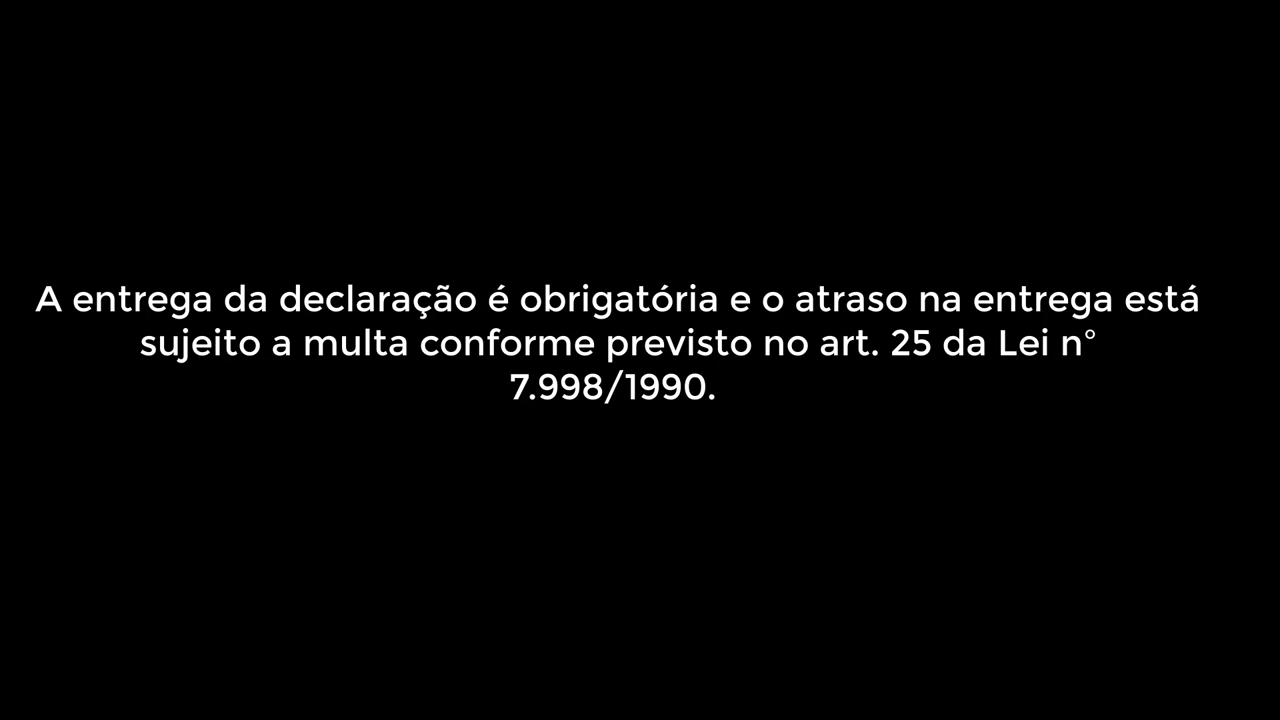 A entrega da declaração é obrigatória e o atraso na entrega está
sujeito a multa conforme previsto no art. 25 da Lei n°
7.998/1990.